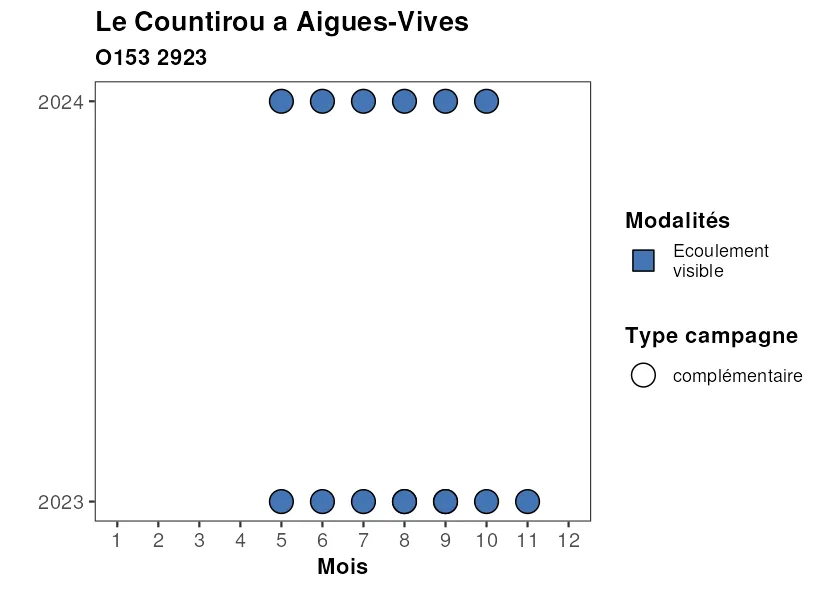 Le Countirou a Aigues-Vives
O153 2923
2024
2023
1 2 3 4 5 6 7 8 9 10 11 12
Mois
Modalités
Ecoulement
visible
Type campagne
complémentaire